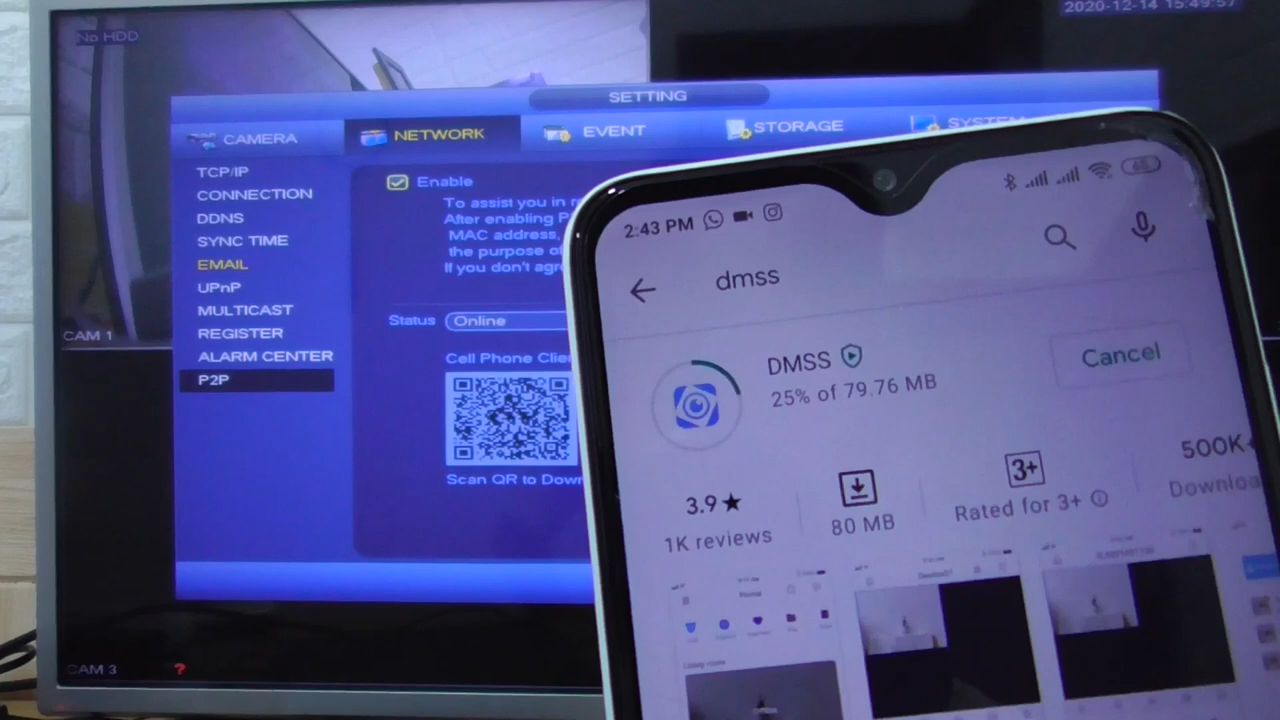 No HDD
2020-12-14 15:49:57
SETTING
CAMERA
NETWORK
EVENT
STORAGE
SYSTEM
TCP/IP
CONNECTION
DDNS
SYNC TIME
EMAIL
UPnP
MULTICAST
REGISTER
ALARM CENTER
P2P
Enable
To assist you in
After enabling
MAC address,
the purpose
If you don't
Status
Online
Cell Phone
Scan QR to
CAM 1
CAM 3
?
2:43 PM
dmss
DMSS
25% of 79.76 MB
Cancel
3.9 ★
1K reviews
80 MB
3+
Rated for 3+
500K+